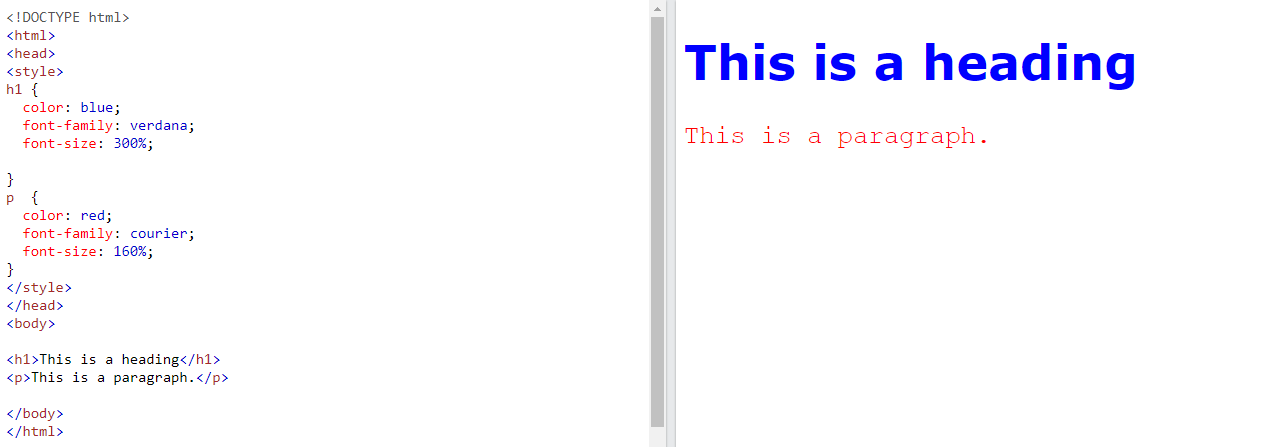 <!DOCTYPE html>
<html>
<head>
<style>
h1 {
  color: blue;
  font-family: verdana;
  font-size: 300%;

}
p  {
  color: red;
  font-family: courier;
  font-size: 160%;
}
</style>
</head>
<body>

<h1>This is a heading</h1>
<p>This is a paragraph.</p>

</body>
</html>
This is a heading
This is a paragraph.